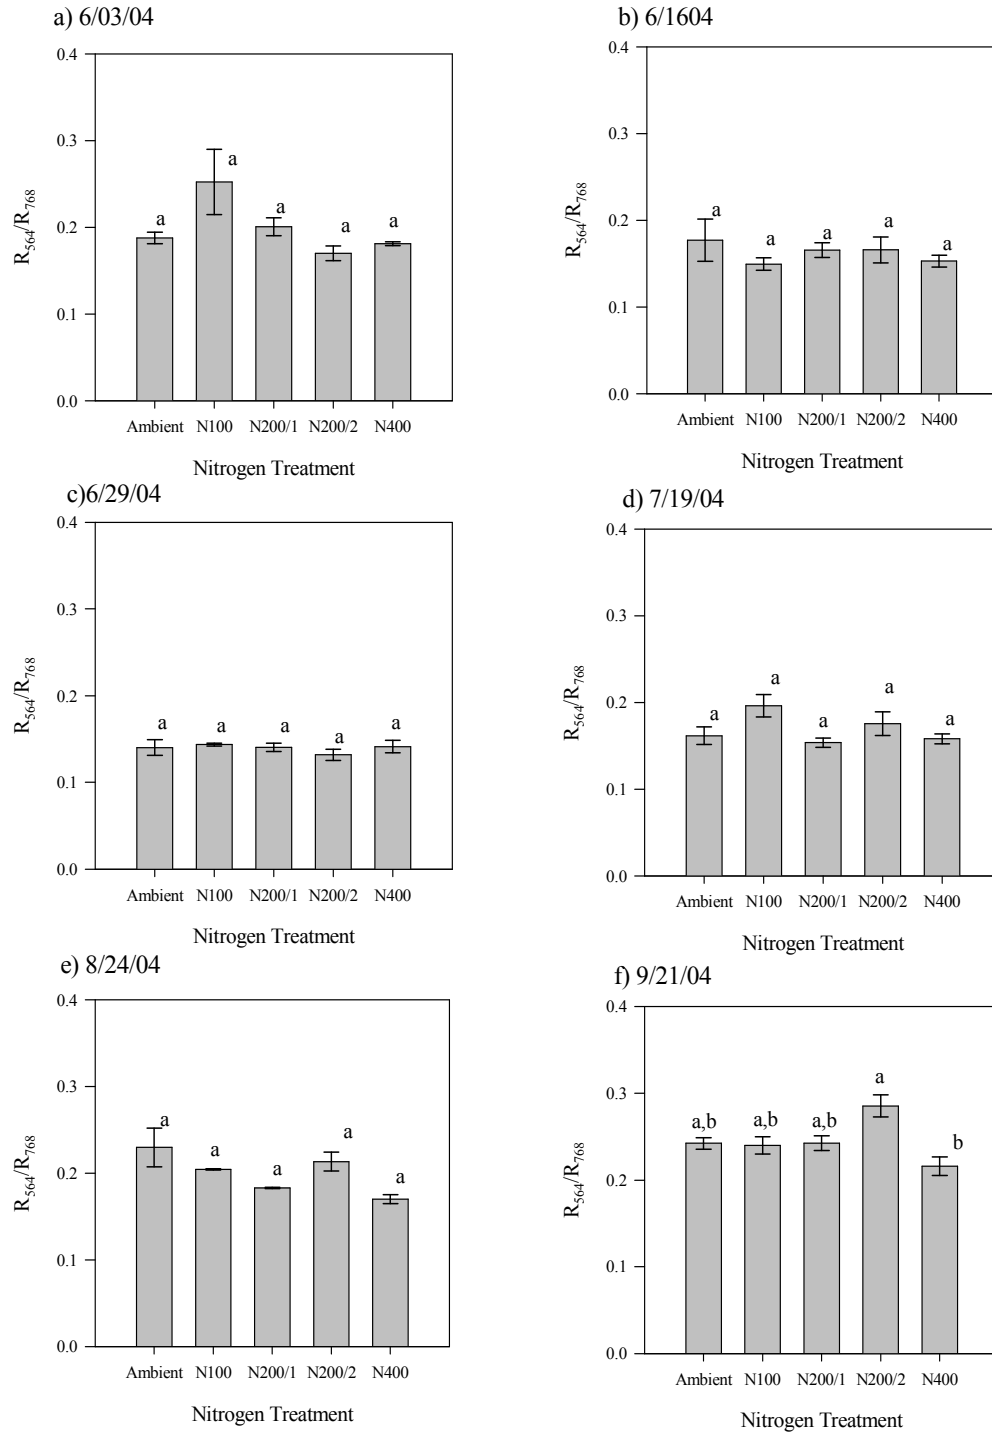 a) 6/03/04
0.4
0.3
0.2
0.1
0.0
R564/R768
a
a
a
a
a
Ambient N100 N200/1 N200/2 N400
Nitrogen Treatment
b) 6/1604
0.4
0.3
0.2
0.1
0.0
R564/R768
a
a
a
a
a
Ambient N100 N200/1 N200/2 N400
Nitrogen Treatment
c)6/29/04
0.4
0.3
0.2
0.1
0.0
R564/R768
a
a
a
a
a
Ambient N100 N200/1 N200/2 N400
Nitrogen Treatment
d) 7/19/04
0.4
0.3
0.2
0.1
0.0
R564/R768
a
a
a
a
a
Ambient N100 N200/1 N200/2 N400
Nitrogen Treatment
e) 8/24/04
0.4
0.3
0.2
0.1
0.0
R564/R768
a
a
a
a
a
Ambient N100 N200/1 N200/2 N400
Nitrogen Treatment
f) 9/21/04
0.4
0.3
0.2
0.1
0.0
R564/R768
a,b
a,b
a,b
a
b
Ambient N100 N200/1 N200/2 N400
Nitrogen Treatment